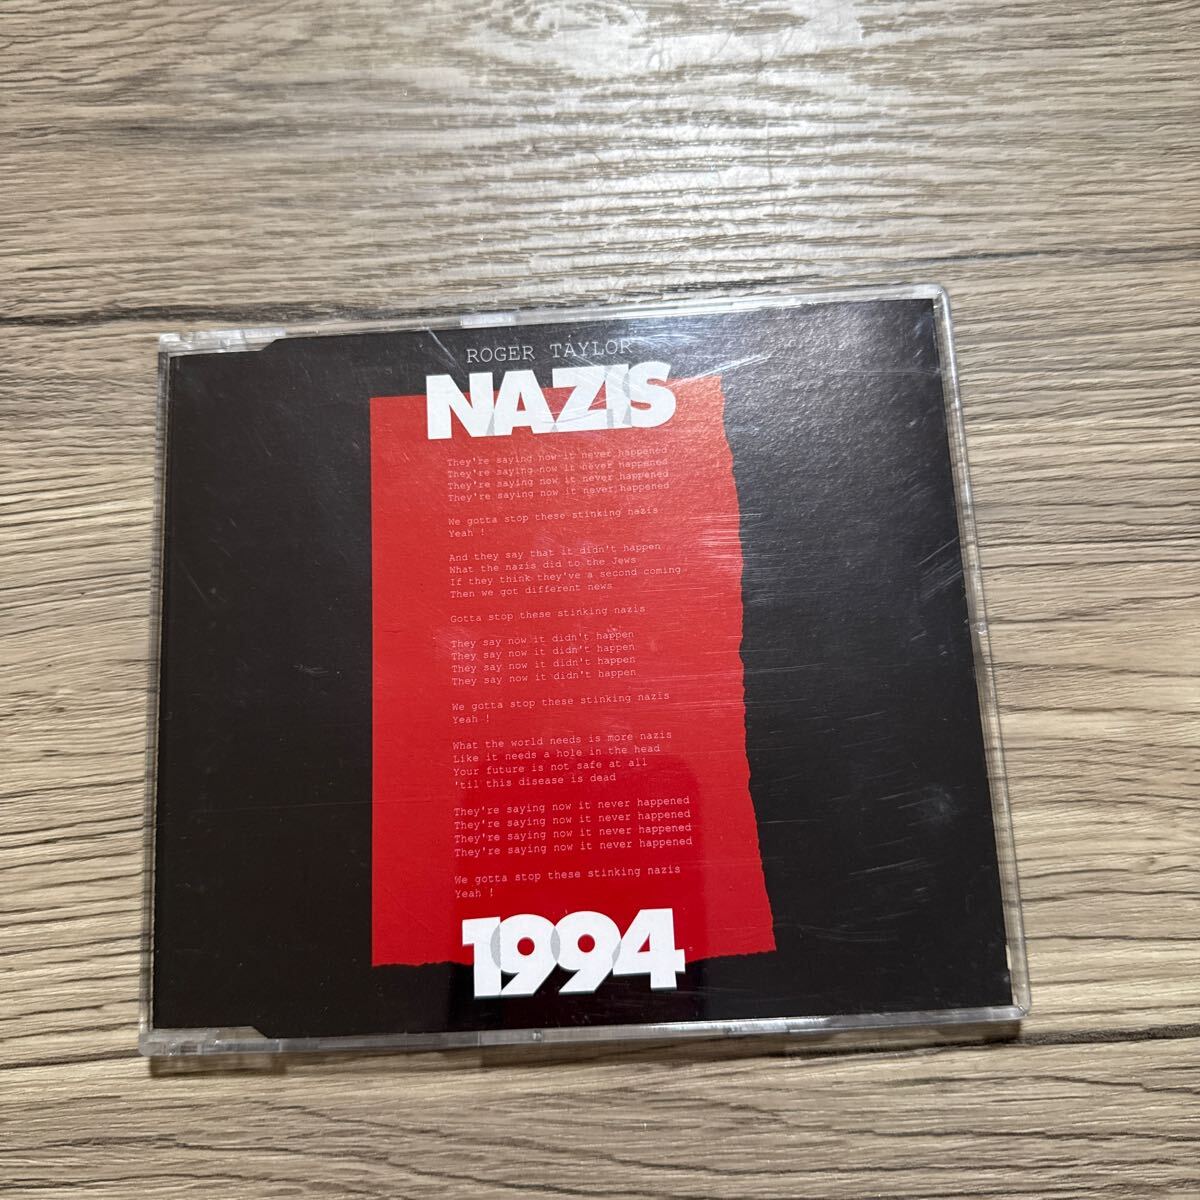 ROGER TAYLOR
NAZIS
They're saying now it never happened
They're saying now it never happened
They're saying now it never happened
They're saying now it never happened
We gotta stop these stinking nazis
Yeah !
And they say that it didn't happen
What the nazis did to the Jews
If they think they've a second coming
Then we got different news
Gotta stop these stinking nazis
They say now it didn't happen
They say now it didn't happen
They say now it didn't happen
They say now it didn't happen
We gotta stop these stinking nazis
Yeah !
What the world needs is more nazis
Like it needs a hole in the head
Your future is not safe at all
'til this disease is dead
They're saying now it never happened
They're saying now it never happened
They're saying now it never happened
They're saying now it never happened
We gotta stop these stinking nazis
Yeah !
1994